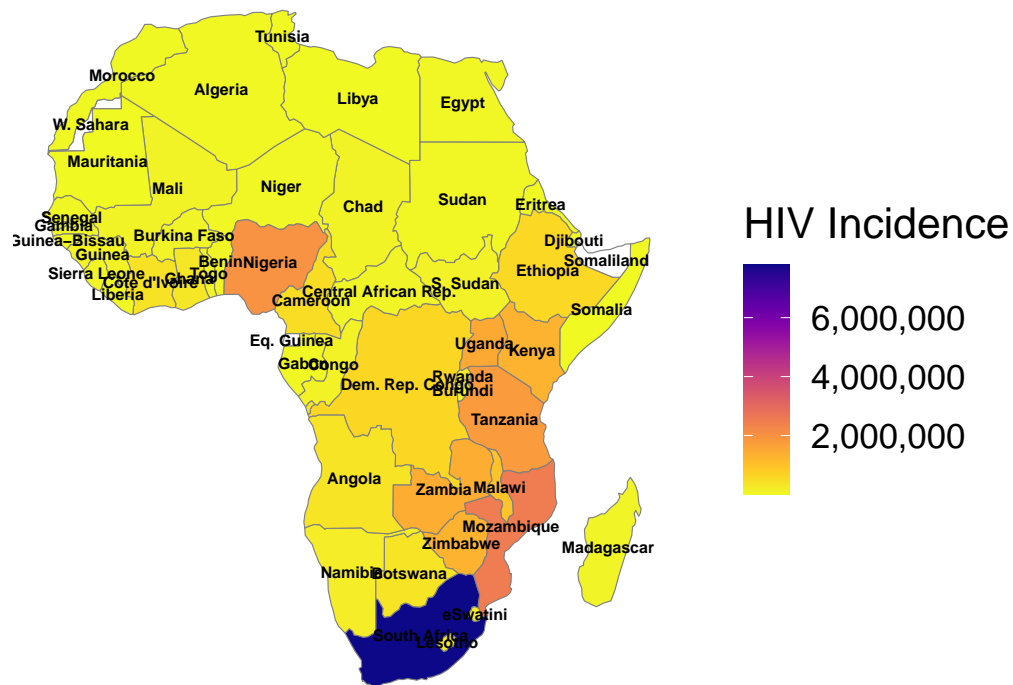 Tunisia
Morocco
Algeria
Libya
Egypt
W. Sahara
Mauritania
Mali
Niger
Chad
Sudan
Eritrea
Senegal
Gambia
Guinea–Bissau
Burkina Faso
Djibouti
Guinea
Benin
Nigeria
Somaliland
Sierra Leone
Côte d'Ivoire
Ghana
Togo
Ethiopia
Liberia
Cameroon
Central African Rep.
S. Sudan
Somalia
Eq. Guinea
Uganda
Kenya
Gabon
Congo
Dem. Rep. Congo
Rwanda
Burundi
Tanzania
Angola
Zambia
Malawi
Mozambique
Zimbabwe
Madagascar
Namibia
Botswana
eSwatini
South Africa
Lesotho
HIV Incidence
6,000,000
4,000,000
2,000,000